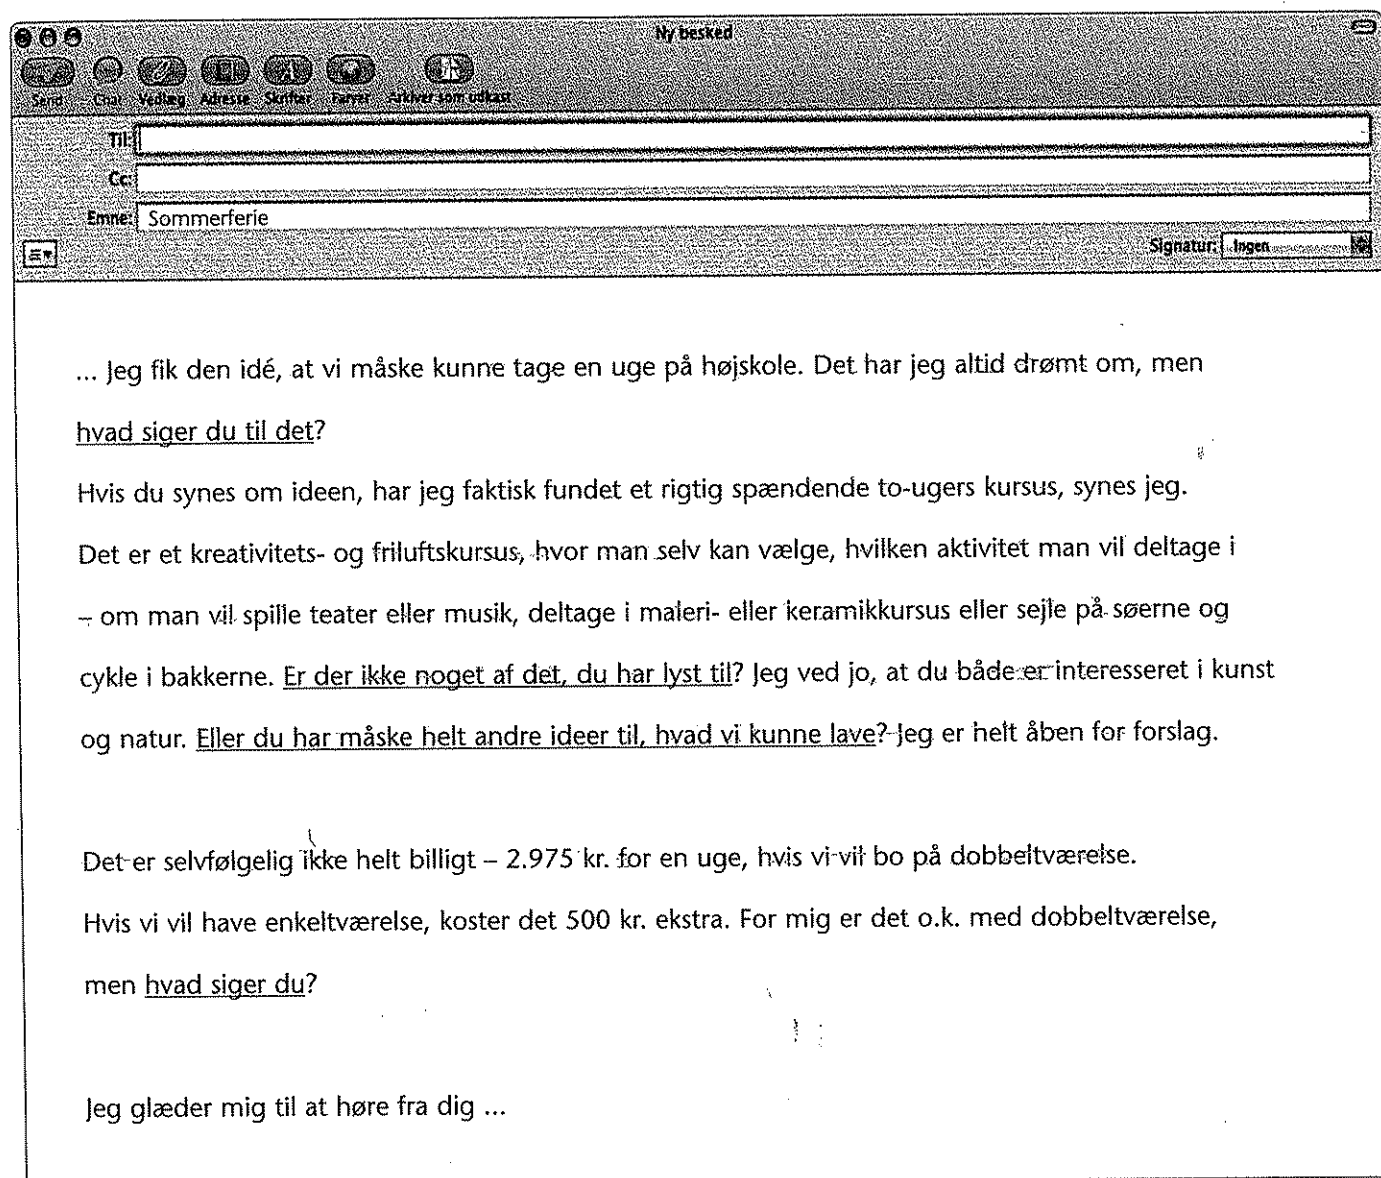 Ny besked
Send Chat Vedlæg Adresse Skrifter Farver Arkiver som udkast
Til:
Cc:
Emne: Sommerferie
Signatur: Ingen
... Jeg fik den idé, at vi måske kunne tage en uge på højskole. Det har jeg altid drømt om, men
hvad siger du til det?
Hvis du synes om ideen, har jeg faktisk fundet et rigtig spændende to-ugers kursus, synes jeg.
Det er et kreativitets- og friluftskursus, hvor man selv kan vælge, hvilken aktivitet man vil deltage i
– om man vil spille teater eller musik, deltage i maleri- eller keramikkursus eller sejle på søerne og
cykle i bakkerne. Er der ikke noget af det, du har lyst til? Jeg ved jo, at du både er interesseret i kunst
og natur. Eller du har måske helt andre ideer til, hvad vi kunne lave? Jeg er helt åben for forslag.
Det er selvfølgelig ikke helt billigt – 2.975 kr. for en uge, hvis vi vil bo på dobbeltværelse.
Hvis vi vil have enkeltværelse, koster det 500 kr. ekstra. For mig er det o.k. med dobbeltværelse,
men hvad siger du?
Jeg glæder mig til at høre fra dig ...